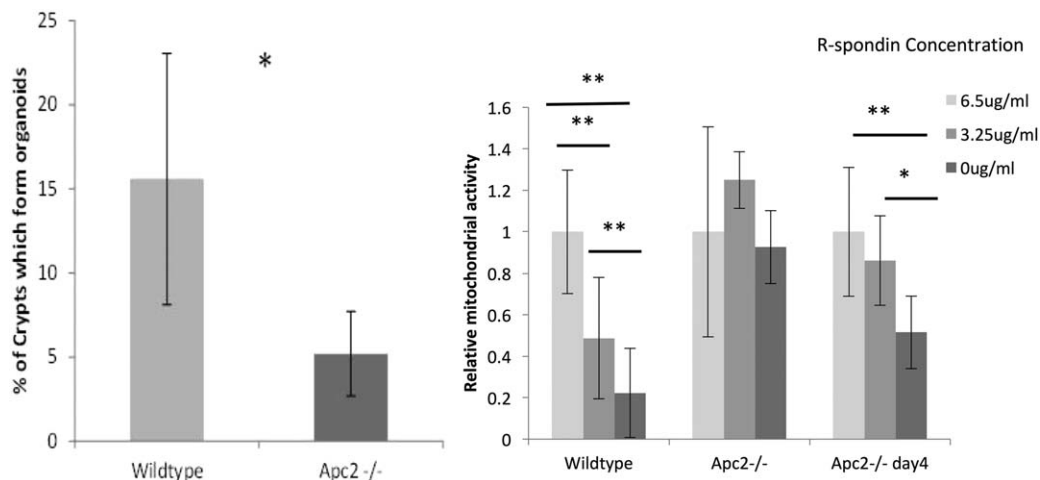 % of Crypts which form organoids
25
20
15
10
5
0
*
Wildtype
Apc2 -/-
R-spondin Concentration
6.5ug/ml
3.25ug/ml
0ug/ml
Relative mitochondrial activity
1.6
1.4
1.2
1
0.8
0.6
0.4
0.2
0
**
**
**
**
*
Wildtype
Apc2-/-
Apc2-/- day4